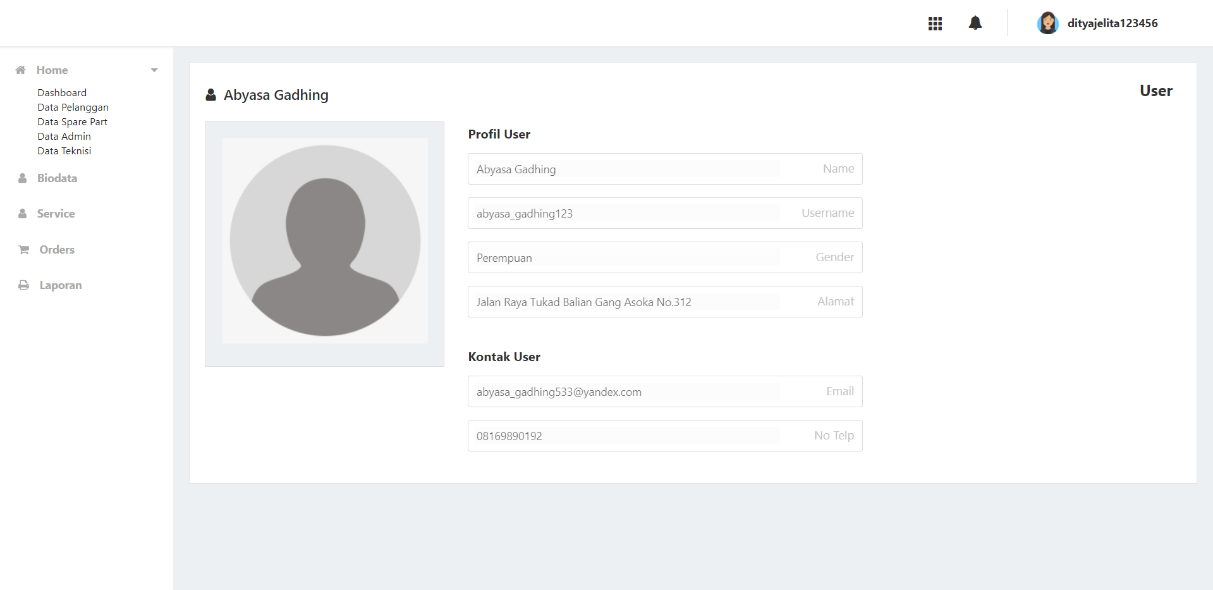 dityajelita123456
Home
Dashboard
Data Pelanggan
Data Spare Part
Data Admin
Data Teknisi
Biodata
Service
Orders
Laporan
Abyasa Gadhing
User
Profil User
Abyasa Gadhing Name
abyasa_gadhing123 Username
Perempuan Gender
Jalan Raya Tukad Balian Gang Asoka No.312 Alamat
Kontak User
abyasa_gadhing533@yandex.com Email
08169890192 No Telp